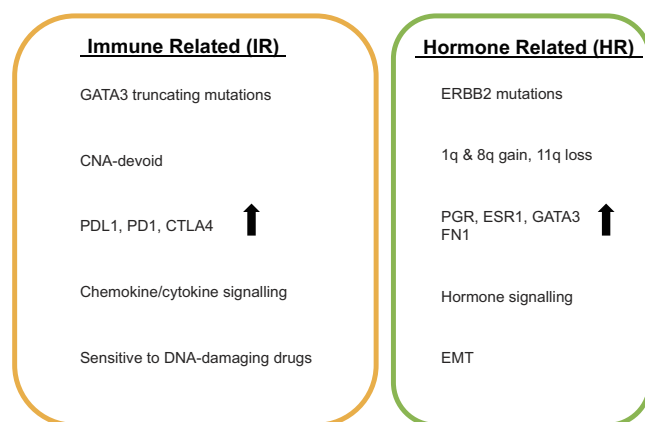 Immune Related (IR)
GATA3 truncating mutations
CNA-devoid
PDL1, PD1, CTLA4
Chemokine/cytokine signalling
Sensitive to DNA-damaging drugs
Hormone Related (HR)
ERBB2 mutations
1q & 8q gain, 11q loss
PGR, ESR1, GATA3
FN1
Hormone signalling
EMT